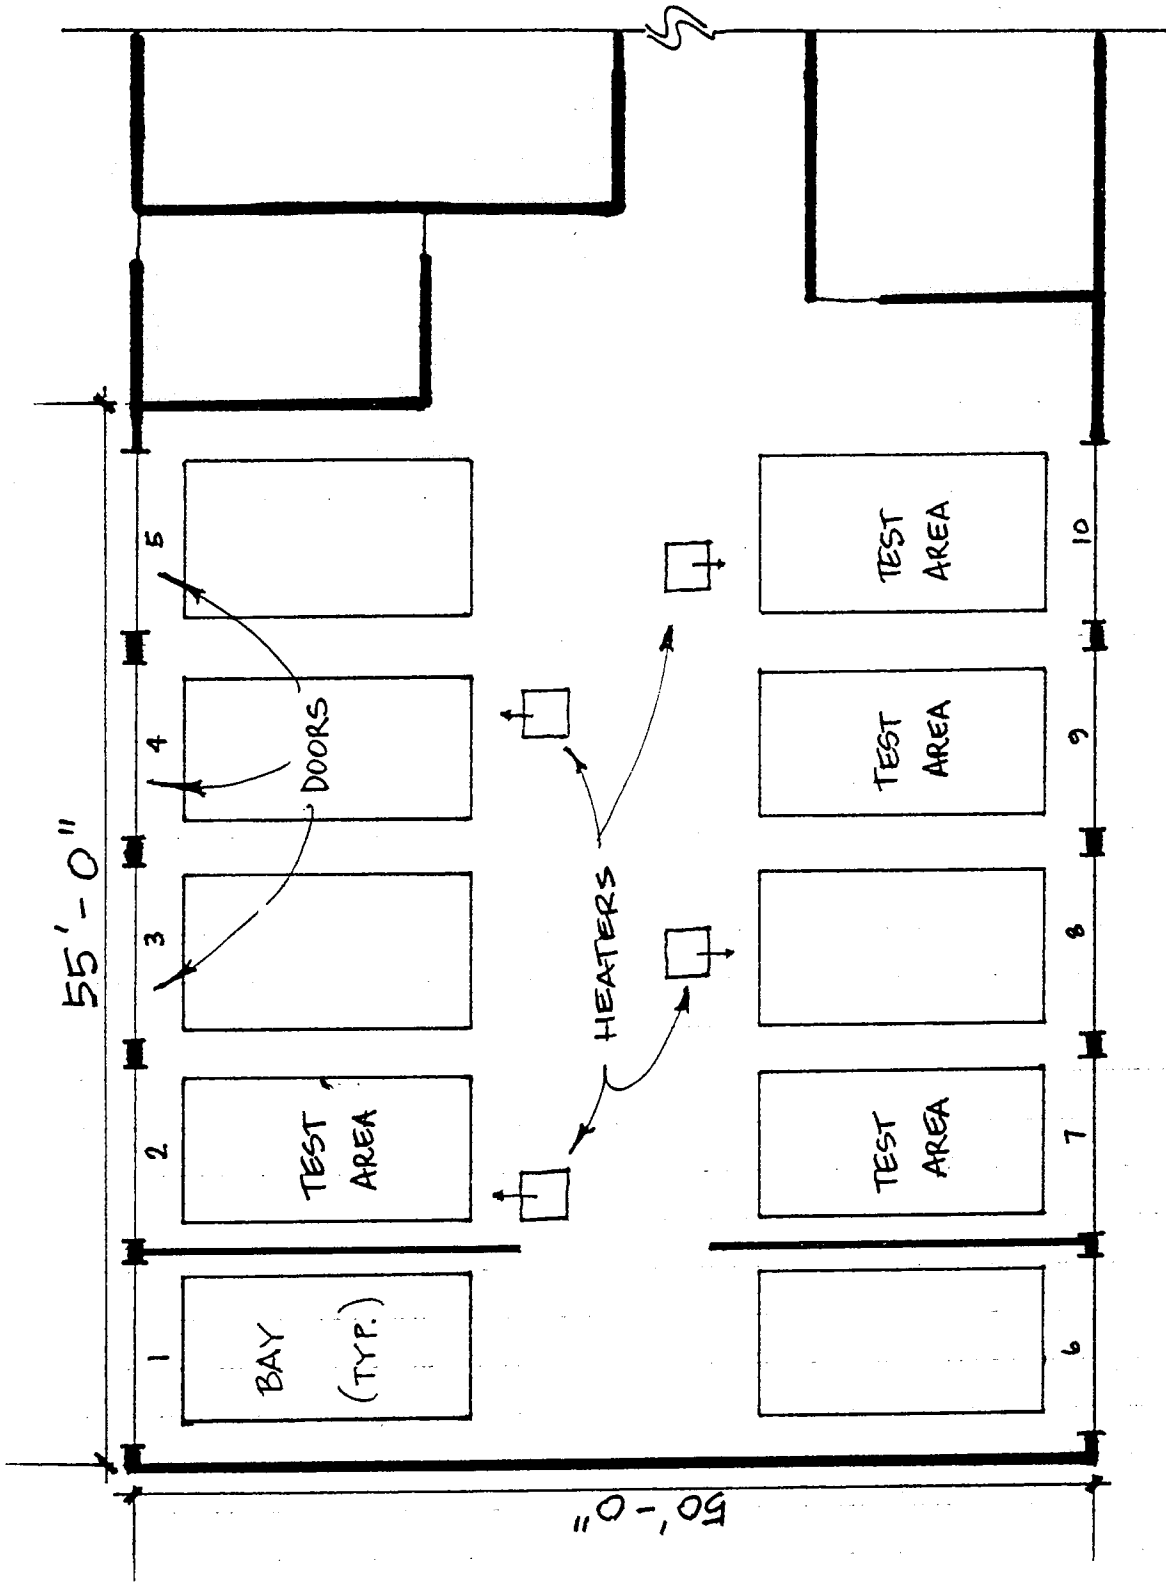 55'-0"
1
2
3
4
5
BAY
(TYP.)
TEST
AREA
DOORS
HEATERS
TEST
AREA
TEST
AREA
TEST
AREA
6
7
8
9
10
50'-0"